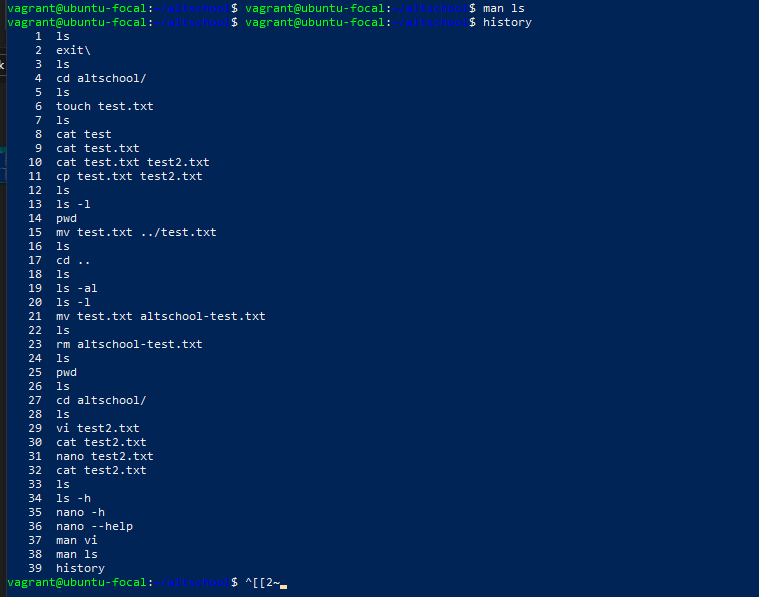 vagrant@ubuntu-focal:~/altschool$ vagrant@ubuntu-focal:~/altschool$ man ls
vagrant@ubuntu-focal:~/altschool$ vagrant@ubuntu-focal:~/altschool$ history
1 ls
2 exit\
3 ls
4 cd altschool/
5 ls
6 touch test.txt
7 ls
8 cat test
9 cat test.txt
10 cat test.txt test2.txt
11 cp test.txt test2.txt
12 ls
13 ls -l
14 pwd
15 mv test.txt ../test.txt
16 ls
17 cd ..
18 ls
19 ls -al
20 ls -l
21 mv test.txt altschool-test.txt
22 ls
23 rm altschool-test.txt
24 ls
25 pwd
26 ls
27 cd altschool/
28 ls
29 vi test2.txt
30 cat test2.txt
31 nano test2.txt
32 cat test2.txt
33 ls
34 ls -h
35 nano -h
36 nano --help
37 man vi
38 man ls
39 history
vagrant@ubuntu-focal:~/altschool$ ^[[2~